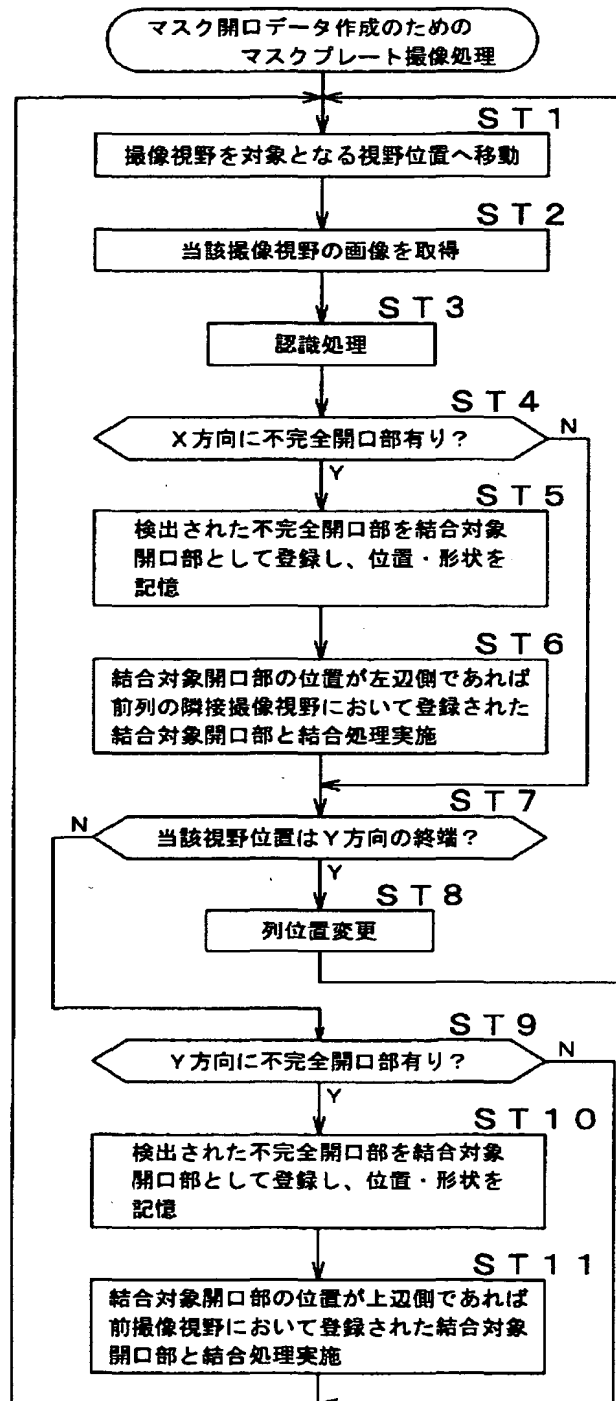 マスク開口データ作成のための
マスクプレート撮像処理
ST1
撮像視野を対象となる視野位置へ移動
ST2
当該撮像視野の画像を取得
ST3
認識処理
ST4
X方向に不完全開口部有り?
N
Y
ST5
検出された不完全開口部を結合対象
開口部として登録し、位置・形状を
記憶
ST6
結合対象開口部の位置が左辺側であれば
前列の隣接撮像視野において登録された
結合対象開口部と結合処理実施
ST7
N
当該視野位置はY方向の終端?
Y
ST8
列位置変更
ST9
Y方向に不完全開口部有り?
N
Y
ST10
検出された不完全開口部を結合対象
開口部として登録し、位置・形状を
記憶
ST11
結合対象開口部の位置が上辺側であれば
前撮像視野において登録された結合対象
開口部と結合処理実施